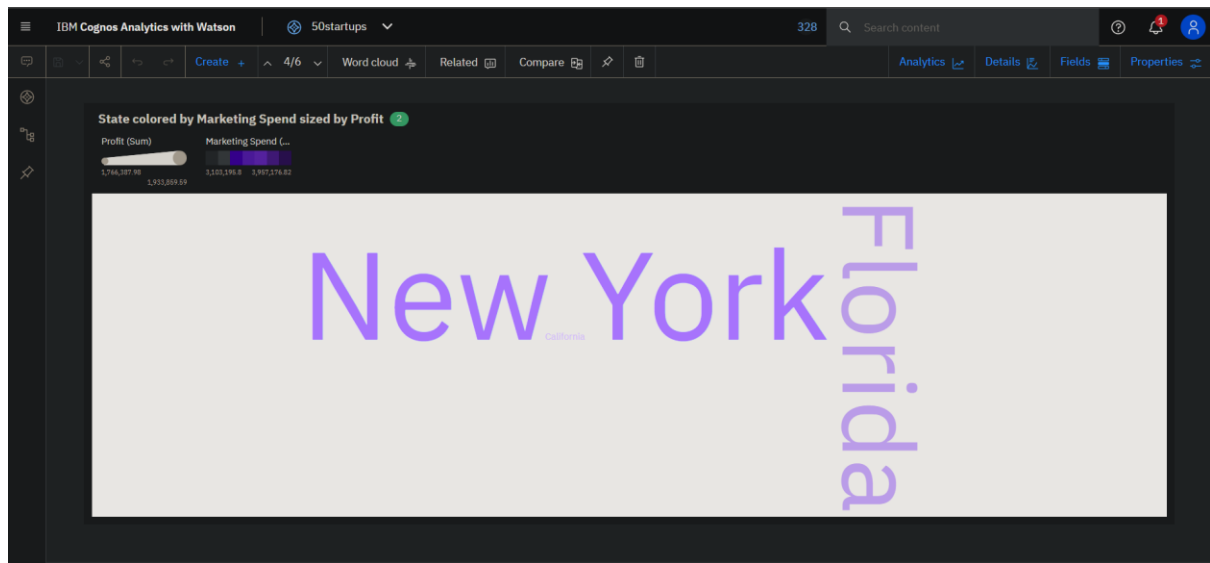 IBM Cognos Analytics with Watson
50startups
328
Search content
1
Create +
4/6
Word cloud
Related
Compare
Analytics
Details
Fields
Properties
State colored by Marketing Spend sized by Profit 2
Profit (Sum)
Marketing Spend (...
1,766,387.98
1,933,859.59
3,103,195.8 3,957,176.82
New York
California
Florida